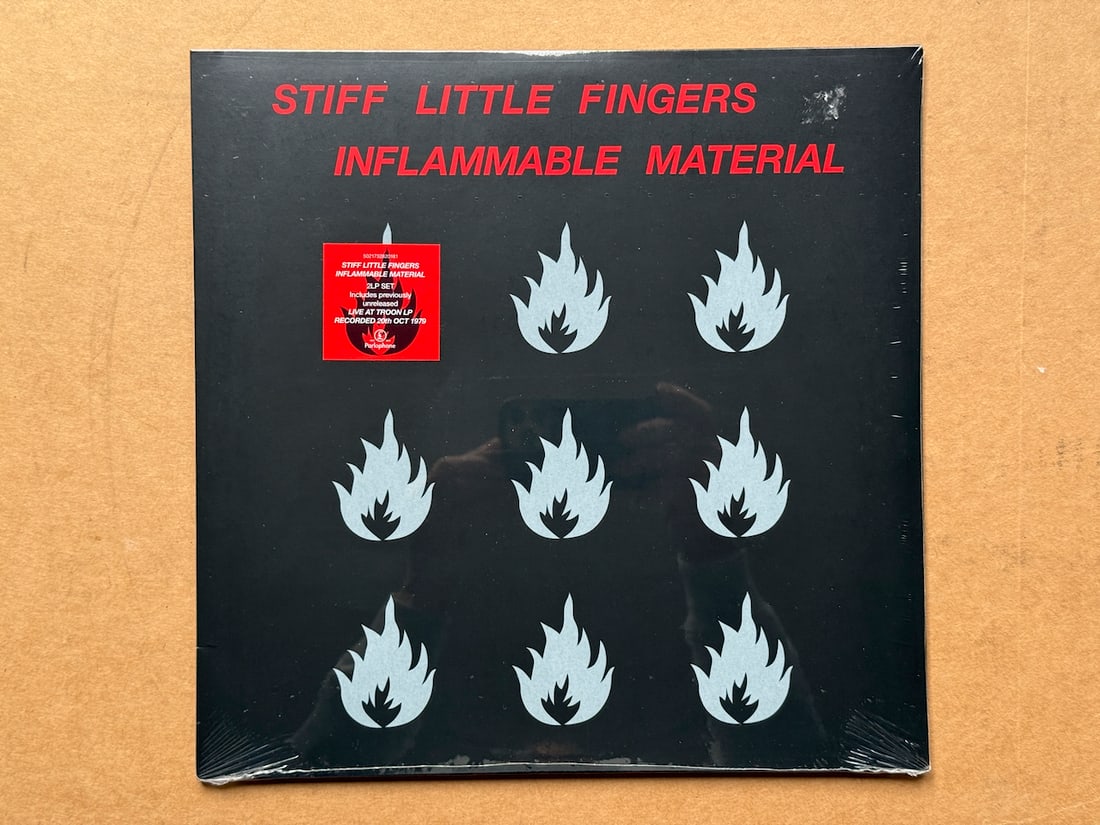 STIFF LITTLE FINGERS
INFLAMMABLE MATERIAL
STIFF LITTLE FINGERS
INFLAMMABLE MATERIAL
2LP SET
Includes previously
unreleased
LIVE AT TROON LP
RECORDED 20th OCT 1979
Parlophone